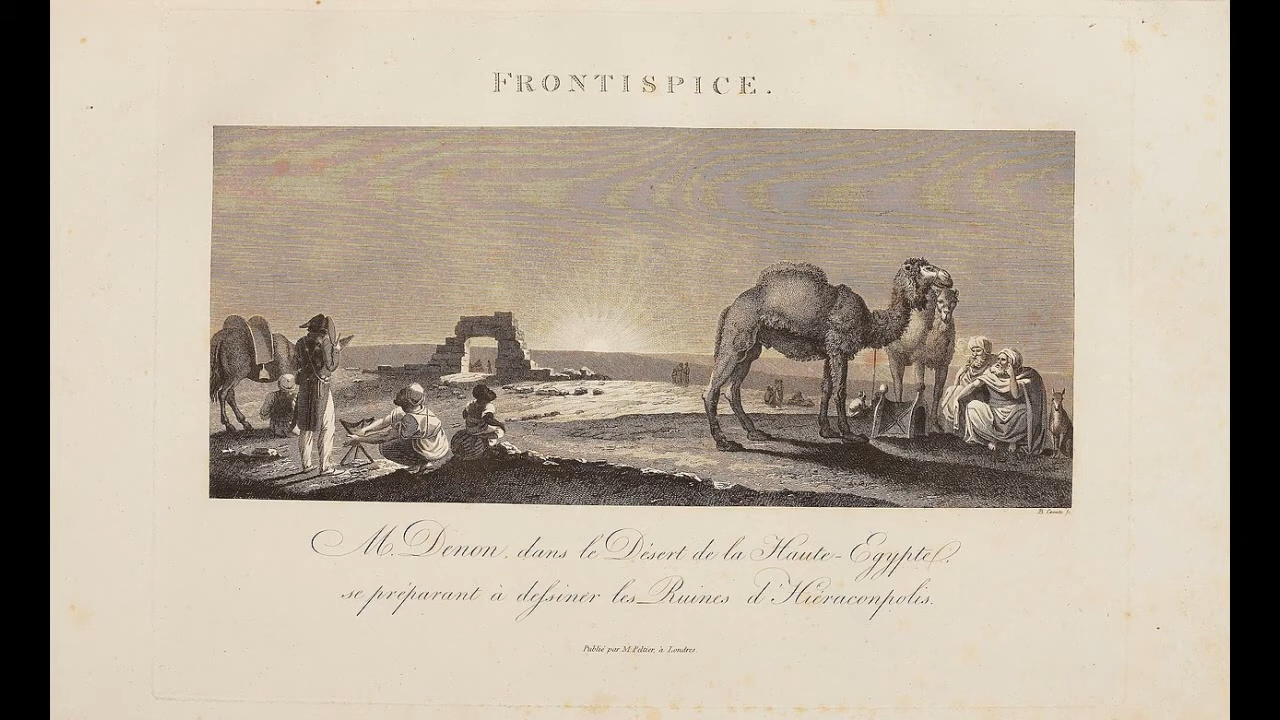 FRONTISPICE.
B. Comte f.
M. Denon, dans le Désert de la Haute-Egypte,
se préparant à deſsiner les Ruines d'Hiéraconpolis.
Publié par M. Peltier, à Londres.